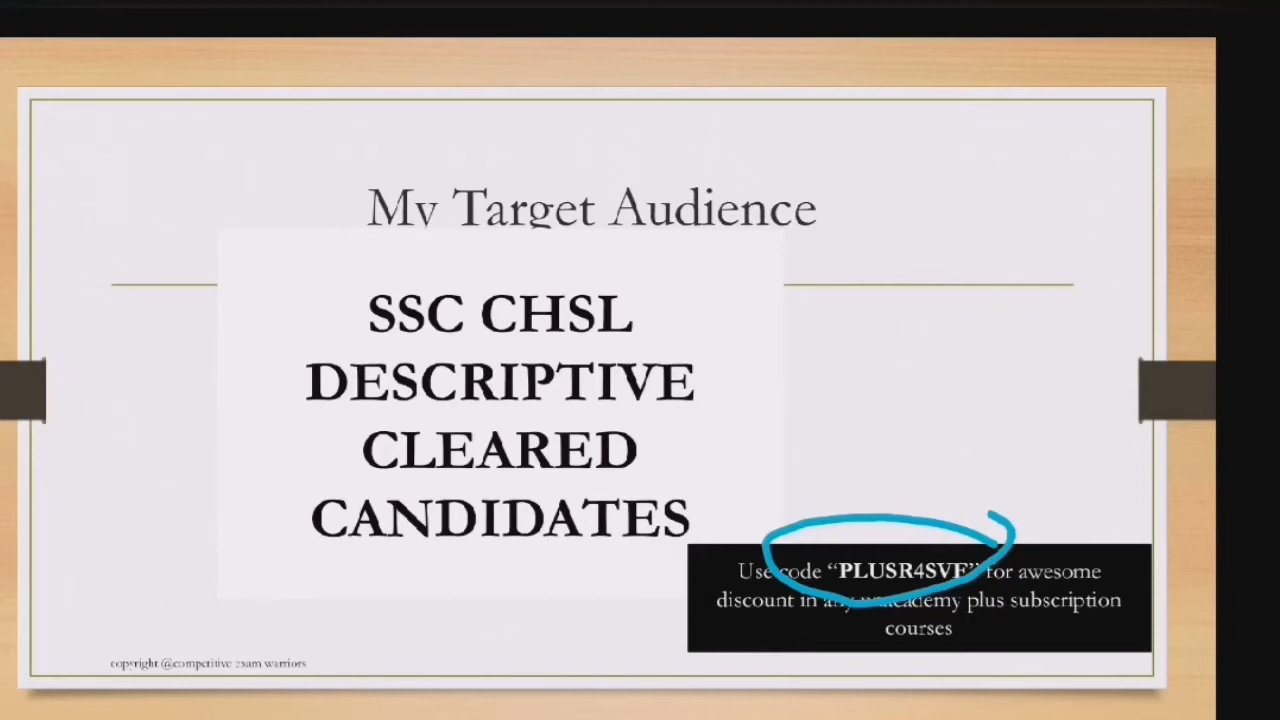 My Target Audience
SSC CHSL
DESCRIPTIVE
CLEARED
CANDIDATES
Use code “PLUSR4SVE” for awesome
discount in any unacademy plus subscription
courses
copyright @competitive exam warriors